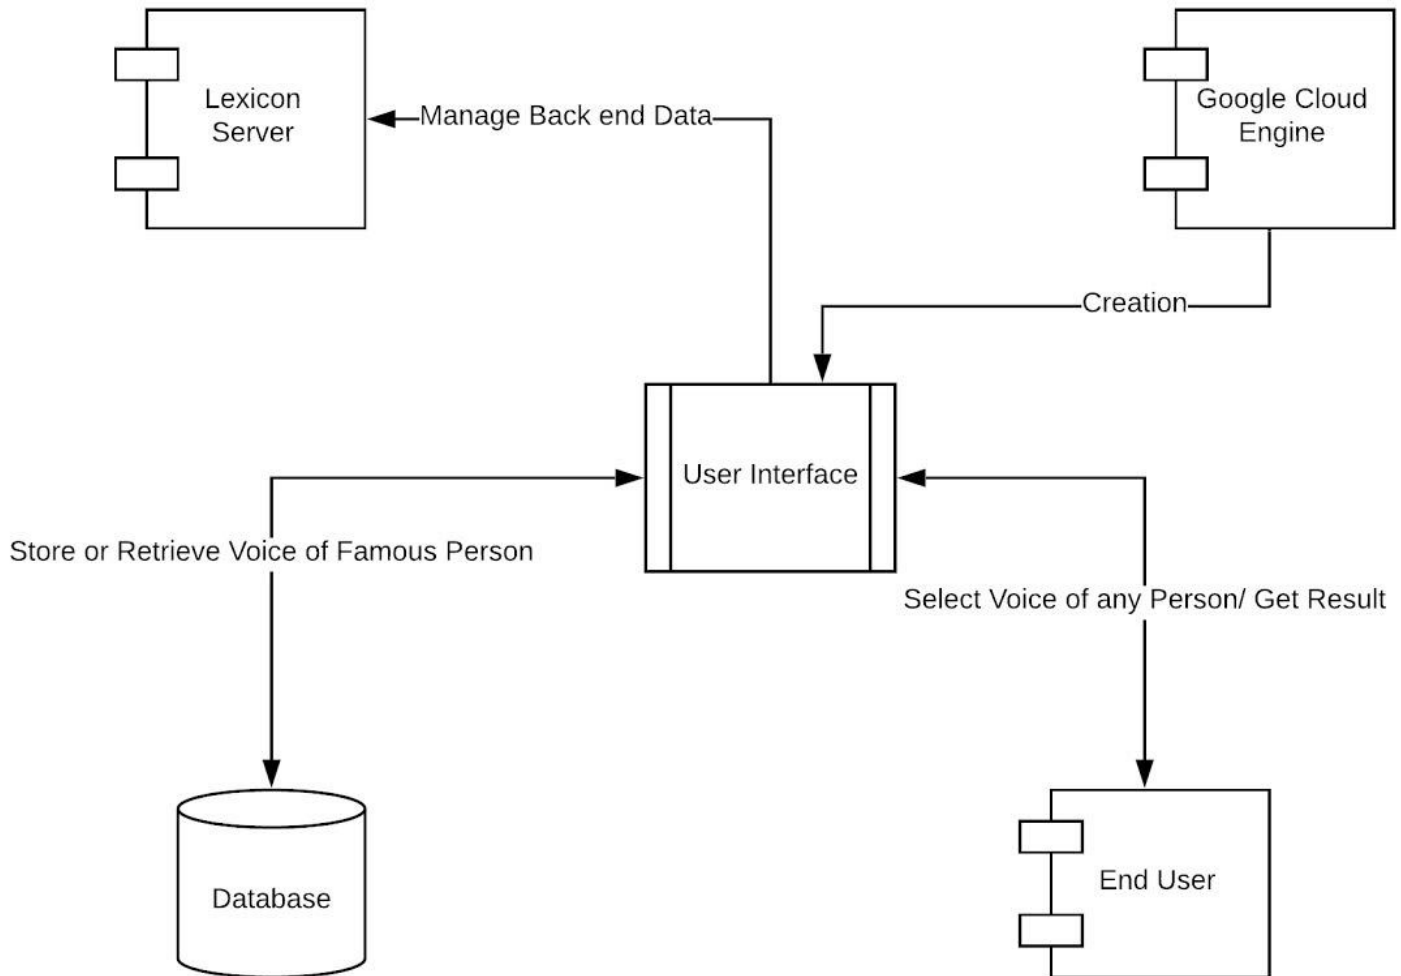 Lexicon
Server
Manage Back end Data
Google Cloud
Engine
Creation
User Interface
Store or Retrieve Voice of Famous Person
Select Voice of any Person/ Get Result
Database
End User